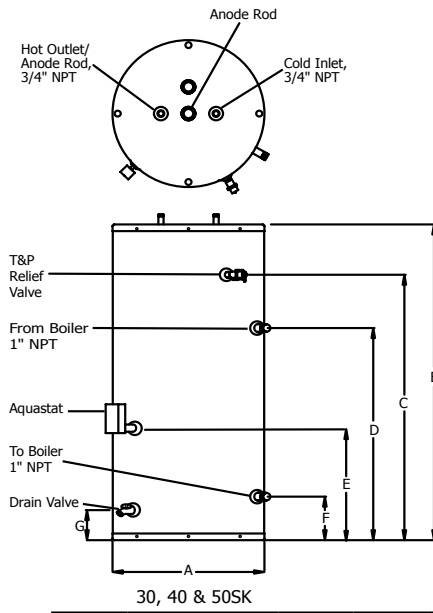 Anode Rod
Hot Outlet/
Anode Rod,
3/4" NPT
Cold Inlet,
3/4" NPT
T&P
Relief
Valve
From Boiler
1" NPT
Aquastat
To Boiler
1" NPT
Drain Valve
A
B
C
D
E
F
G
30, 40 & 50SK